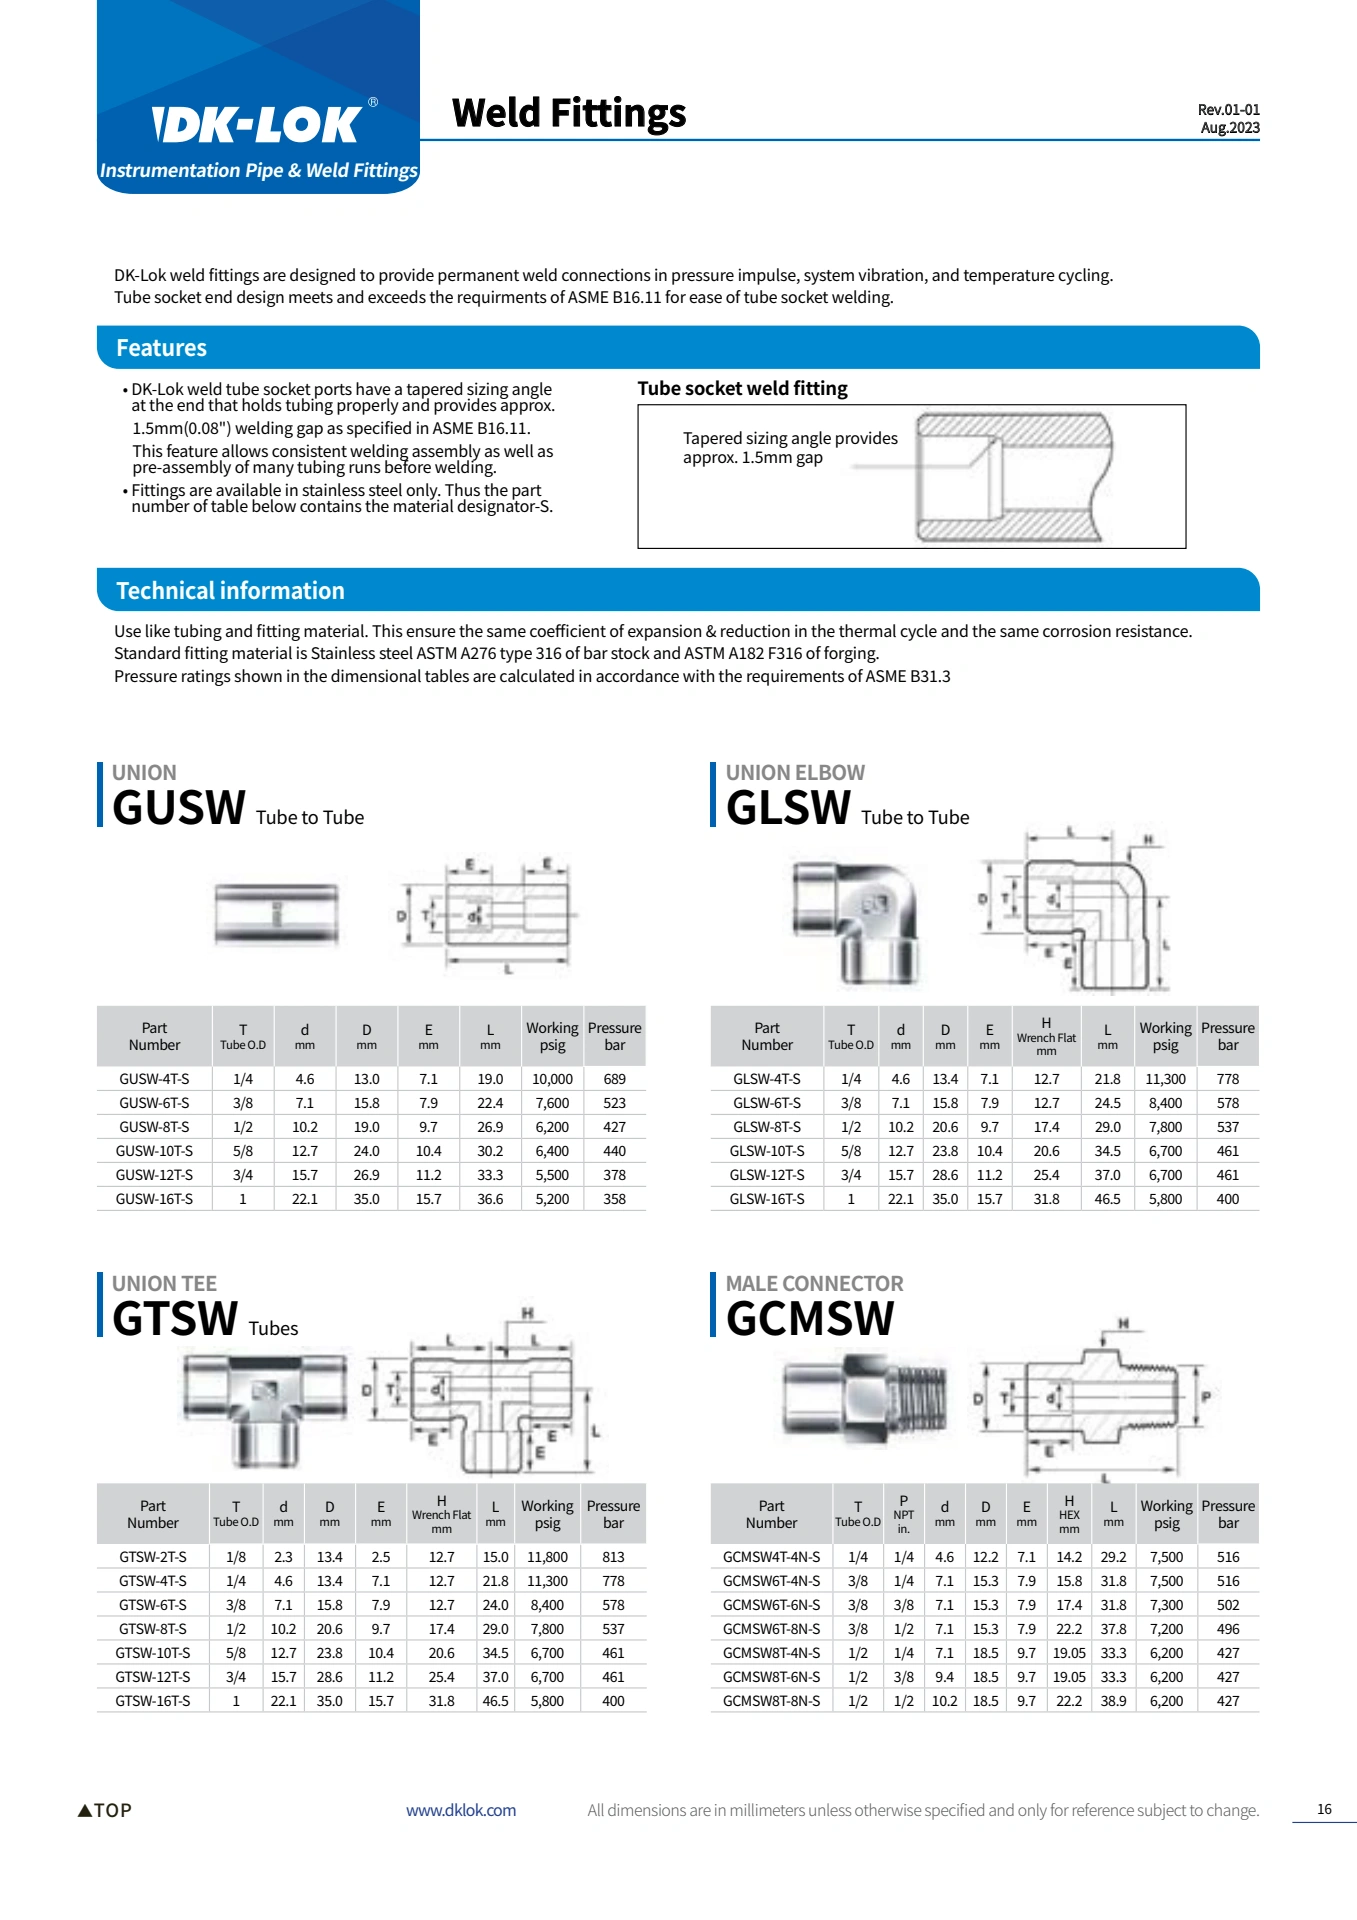 DK-LOK®
Instrumentation Pipe & Weld Fittings
Weld Fittings
Rev.01-01
Aug.2023
DK-Lok weld fittings are designed to provide permanent weld connections in pressure impulse, system vibration, and temperature cycling.
Tube socket end design meets and exceeds the requirments of ASME B16.11 for ease of tube socket welding.
Features
• DK-Lok weld tube socket ports have a tapered sizing angle
at the end that holds tubing properly and provides approx.
1.5mm(0.08") welding gap as specified in ASME B16.11.
This feature allows consistent welding assembly as well as
pre-assembly of many tubing runs before welding.
• Fittings are available in stainless steel only. Thus the part
number of table below contains the material designator-S.
Tube socket weld fitting
Tapered sizing angle provides
approx. 1.5mm gap
Technical information
Use like tubing and fitting material. This ensure the same coefficient of expansion & reduction in the thermal cycle and the same corrosion resistance.
Standard fitting material is Stainless steel ASTM A276 type 316 of bar stock and ASTM A182 F316 of forging.
Pressure ratings shown in the dimensional tables are calculated in accordance with the requirements of ASME B31.3
UNION
GUSW Tube to Tube
E E
D T d
L
Part Number T Tube O.D d mm D mm E mm L mm Working psig Pressure bar
GUSW-4T-S 1/4 4.6 13.0 7.1 19.0 10,000 689
GUSW-6T-S 3/8 7.1 15.8 7.9 22.4 7,600 523
GUSW-8T-S 1/2 10.2 19.0 9.7 26.9 6,200 427
GUSW-10T-S 5/8 12.7 24.0 10.4 30.2 6,400 440
GUSW-12T-S 3/4 15.7 26.9 11.2 33.3 5,500 378
GUSW-16T-S 1 22.1 35.0 15.7 36.6 5,200 358
UNION ELBOW
GLSW Tube to Tube
L H
D T d
E L
E
Part Number T Tube O.D d mm D mm E mm H Wrench Flat mm L mm Working psig Pressure bar
GLSW-4T-S 1/4 4.6 13.4 7.1 12.7 21.8 11,300 778
GLSW-6T-S 3/8 7.1 15.8 7.9 12.7 24.5 8,400 578
GLSW-8T-S 1/2 10.2 20.6 9.7 17.4 29.0 7,800 537
GLSW-10T-S 5/8 12.7 23.8 10.4 20.6 34.5 6,700 461
GLSW-12T-S 3/4 15.7 28.6 11.2 25.4 37.0 6,700 461
GLSW-16T-S 1 22.1 35.0 15.7 31.8 46.5 5,800 400
UNION TEE
GTSW Tubes
H
L L
D T d
E E L
E
Part Number T Tube O.D d mm D mm E mm H Wrench Flat mm L mm Working psig Pressure bar
GTSW-2T-S 1/8 2.3 13.4 2.5 12.7 15.0 11,800 813
GTSW-4T-S 1/4 4.6 13.4 7.1 12.7 21.8 11,300 778
GTSW-6T-S 3/8 7.1 15.8 7.9 12.7 24.0 8,400 578
GTSW-8T-S 1/2 10.2 20.6 9.7 17.4 29.0 7,800 537
GTSW-10T-S 5/8 12.7 23.8 10.4 20.6 34.5 6,700 461
GTSW-12T-S 3/4 15.7 28.6 11.2 25.4 37.0 6,700 461
GTSW-16T-S 1 22.1 35.0 15.7 31.8 46.5 5,800 400
MALE CONNECTOR
GCMSW
H
D T d P
E
L
Part Number T Tube O.D P NPT in. d mm D mm E mm H HEX mm L mm Working psig Pressure bar
GCMSW4T-4N-S 1/4 1/4 4.6 12.2 7.1 14.2 29.2 7,500 516
GCMSW6T-4N-S 3/8 1/4 7.1 15.3 7.9 15.8 31.8 7,500 516
GCMSW6T-6N-S 3/8 3/8 7.1 15.3 7.9 17.4 31.8 7,300 502
GCMSW6T-8N-S 3/8 1/2 7.1 15.3 7.9 22.2 37.8 7,200 496
GCMSW8T-4N-S 1/2 1/4 7.1 18.5 9.7 19.05 33.3 6,200 427
GCMSW8T-6N-S 1/2 3/8 9.4 18.5 9.7 19.05 33.3 6,200 427
GCMSW8T-8N-S 1/2 1/2 10.2 18.5 9.7 22.2 38.9 6,200 427
▲TOP
www.dklok.com
All dimensions are in millimeters unless otherwise specified and only for reference subject to change.
16